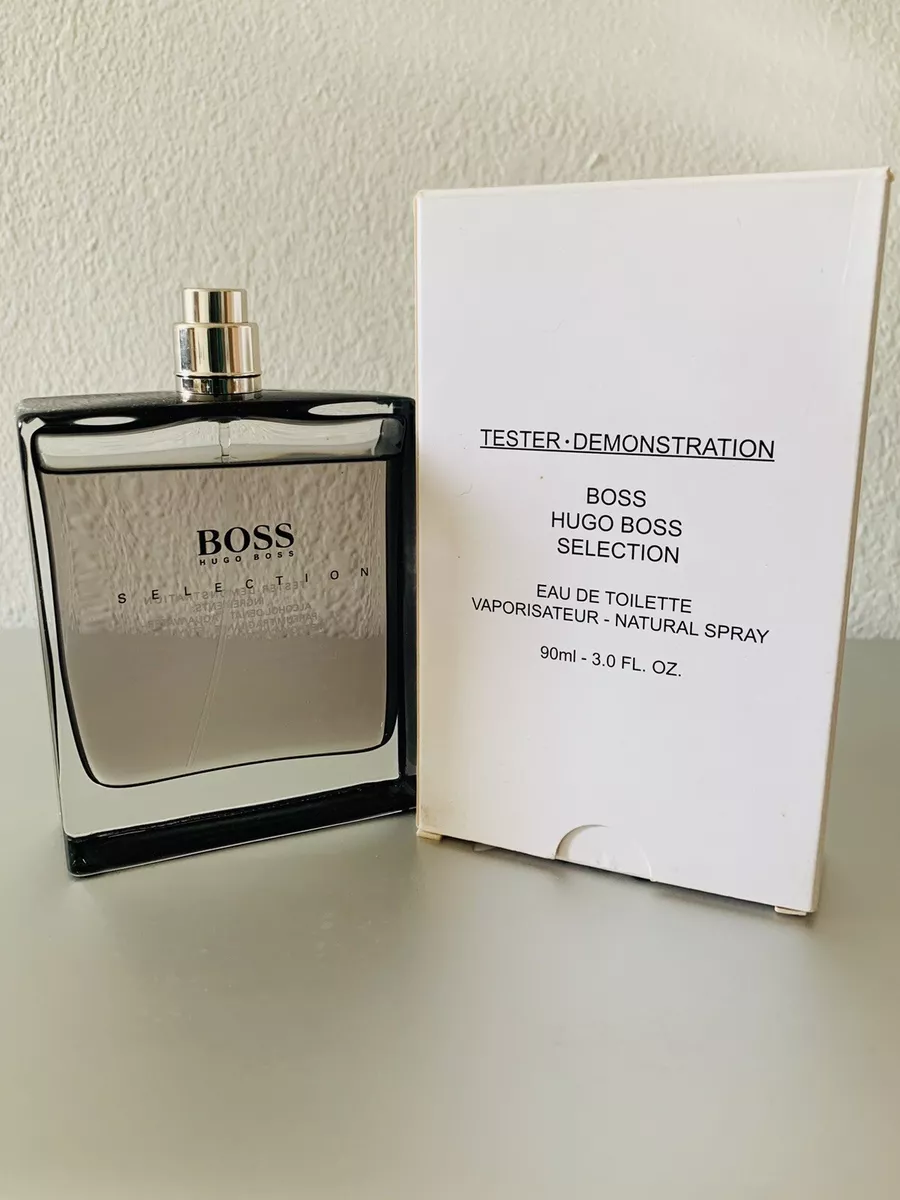 BOSS
HUGO BOSS
SELECTION
TESTER·DEMONSTRATION
BOSS
HUGO BOSS
SELECTION
EAU DE TOILETTE
VAPORISATEUR - NATURAL SPRAY
90ml - 3.0 FL. OZ.